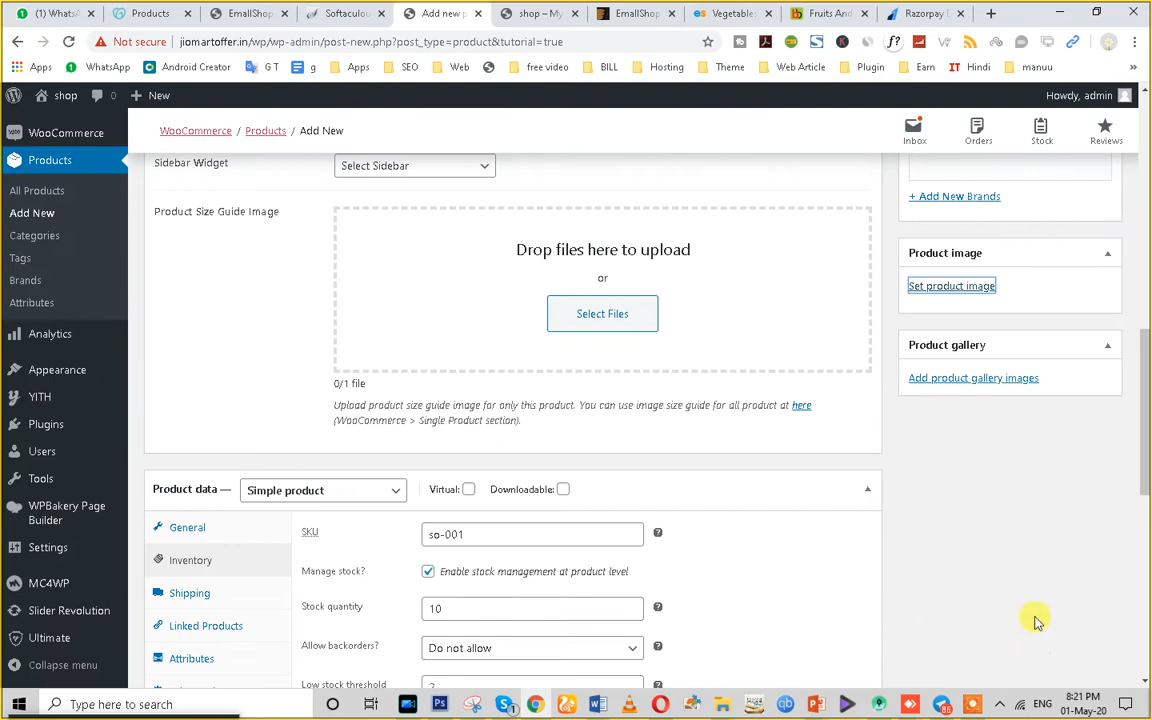 (1) WhatsA
Products
EmallShop
Softaculou
Add new p
shop – My
EmallShop
Vegetables
Fruits And
Razorpay D
Not secure
jiomartoffer.in/wp/wp-admin/post-new.php?post_type=product&tutorial=true
Apps
WhatsApp
Android Creator
G T
g
Apps
SEO
Web
free video
BILL
Hosting
Theme
Web Article
Plugin
Earn
Hindi
manuu
shop
0
New
Howdy, admin
WooCommerce
Products
All Products
Add New
Categories
Tags
Brands
Attributes
Analytics
Appearance
YITH
Plugins
Users
Tools
WPBakery Page
Builder
Settings
MC4WP
Slider Revolution
Ultimate
Collapse menu
WooCommerce / Products / Add New
Inbox
Orders
Stock
Reviews
Sidebar Widget
Select Sidebar
Product Size Guide Image
Drop files here to upload
or
Select Files
0/1 file
Upload product size guide image for only this product. You can use image size guide for all product at here
(WooCommerce > Single Product section).
+ Add New Brands
Product image
Set product image
Product gallery
Add product gallery images
Product data — Simple product
Virtual:
Downloadable:
General
Inventory
Shipping
Linked Products
Attributes
SKU
so-001
Manage stock?
Enable stock management at product level
Stock quantity
10
Allow backorders?
Do not allow
Low stock threshold
Type here to search
ENG
8:21 PM
01-May-20